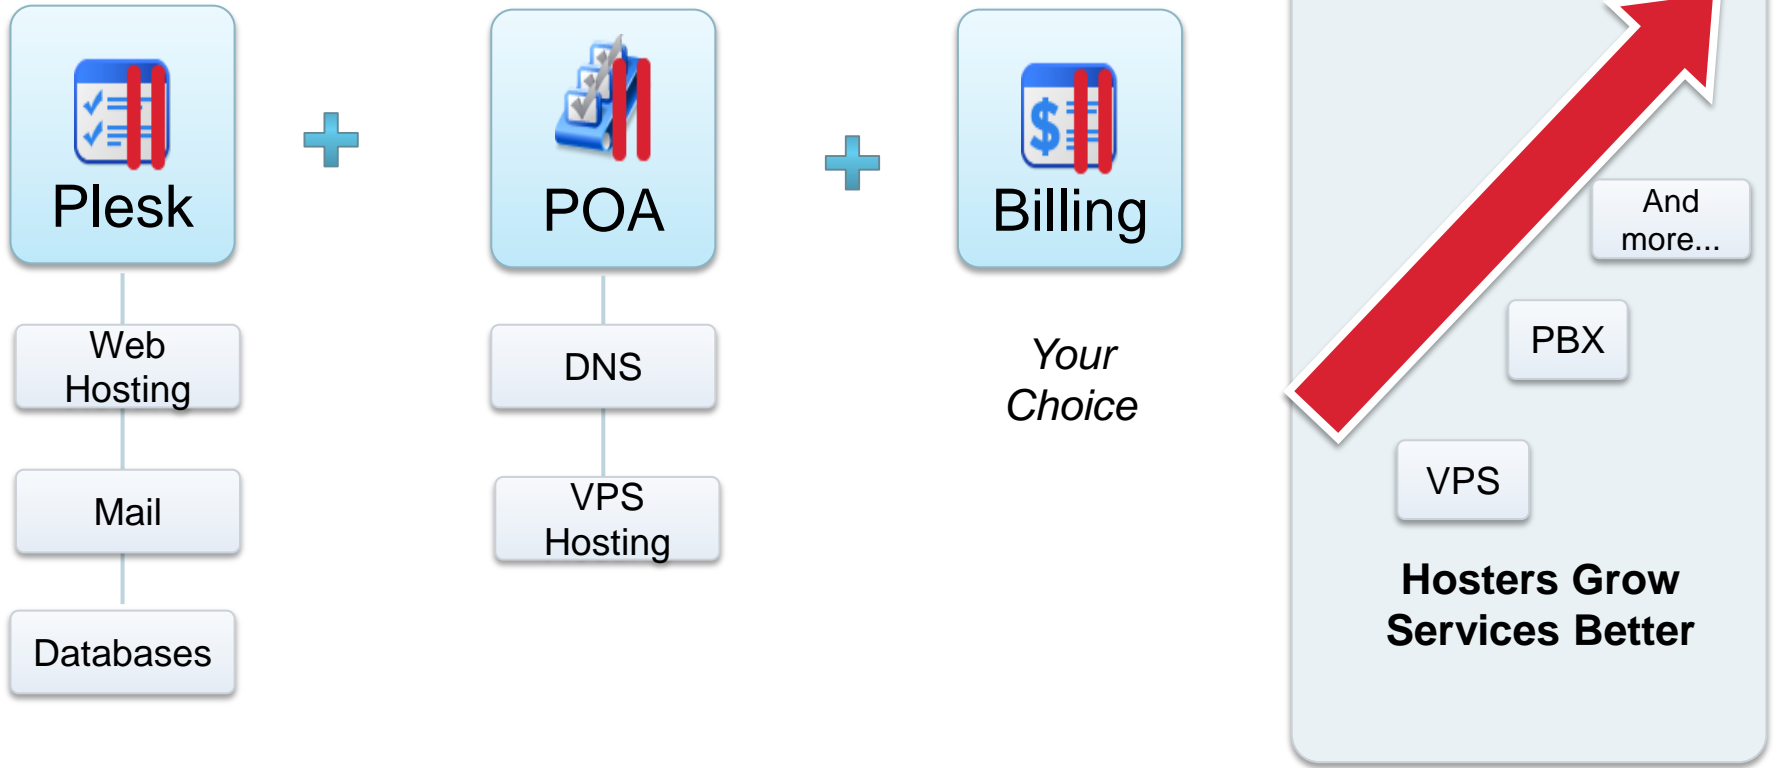 Plesk
Web
Hosting
Mail
Databases
POA
DNS
VPS
Hosting
Billing
Your
Choice
And
more...
PBX
VPS
Hosters Grow
Services Better